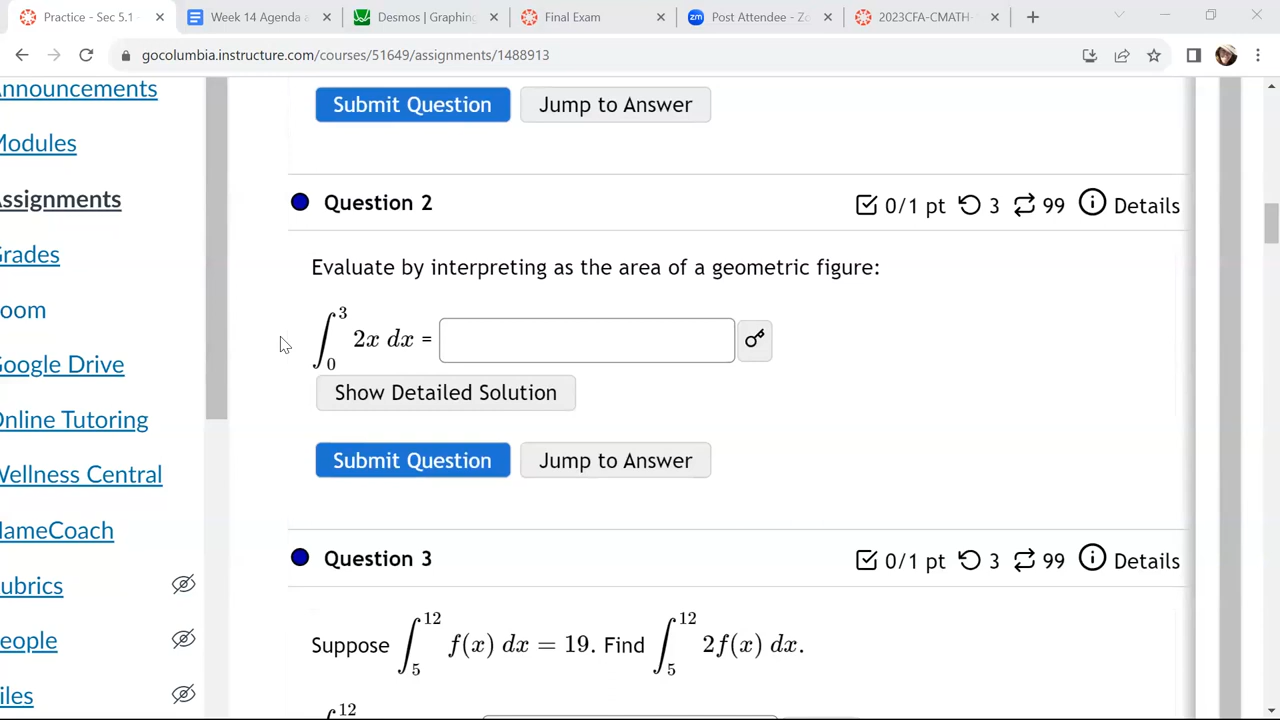 Practice - Sec 5.1 -
Week 14 Agenda a
Desmos | Graphing
Final Exam
Post Attendee - Zo
2023CFA-CMATH-
gocolumbia.instructure.com/courses/51649/assignments/1488913
nnouncements
Modules
ssignments
Grades
oom
Google Drive
Online Tutoring
Wellness Central
NameCoach
ubrics
eople
iles
Submit Question Jump to Answer
Question 2 0/1 pt 3 99 Details
Evaluate by interpreting as the area of a geometric figure:
∫₀³ 2x dx =
Show Detailed Solution
Submit Question Jump to Answer
Question 3 0/1 pt 3 99 Details
Suppose ∫₅¹² f(x) dx = 19. Find ∫₅¹² 2f(x) dx.
∫¹²